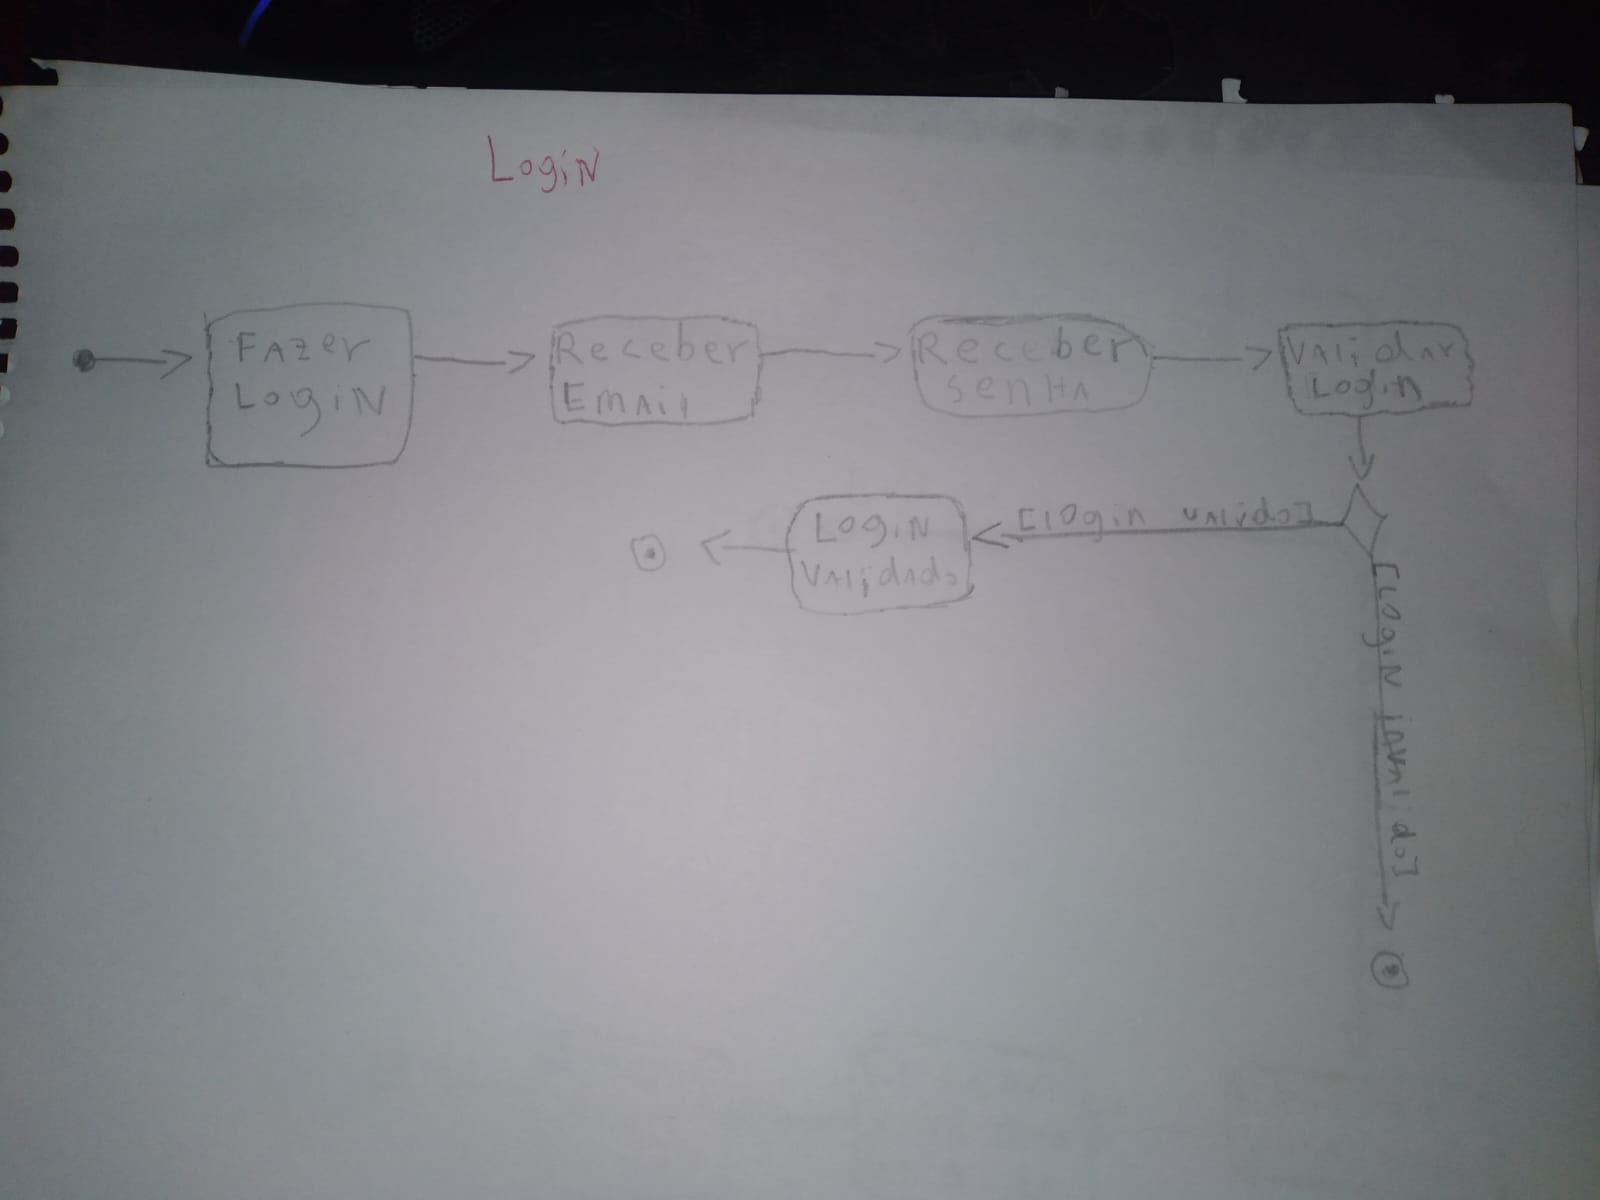 Login
Fazer
Login
Receber
Email
Receber
Senha
Validar
Login
[login valido]
Login
Validado
[Login invalido]